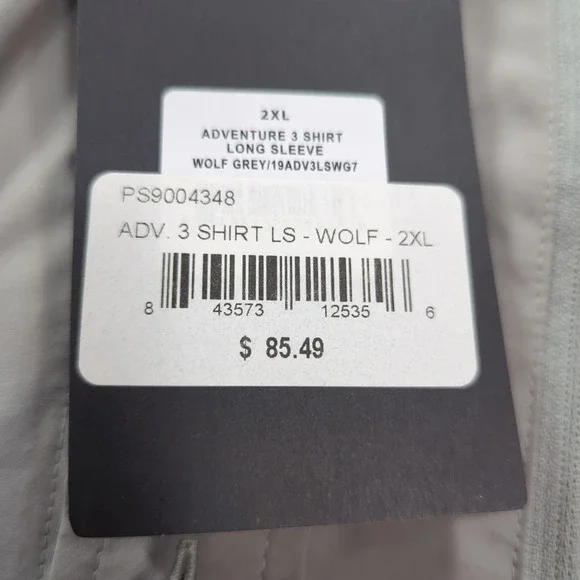 2XL
ADVENTURE 3 SHIRT
LONG SLEEVE
WOLF GREY/19ADV3LSWG7
PS9004348
ADV. 3 SHIRT LS - WOLF - 2XL
8 43573 12535 6
$ 85.49